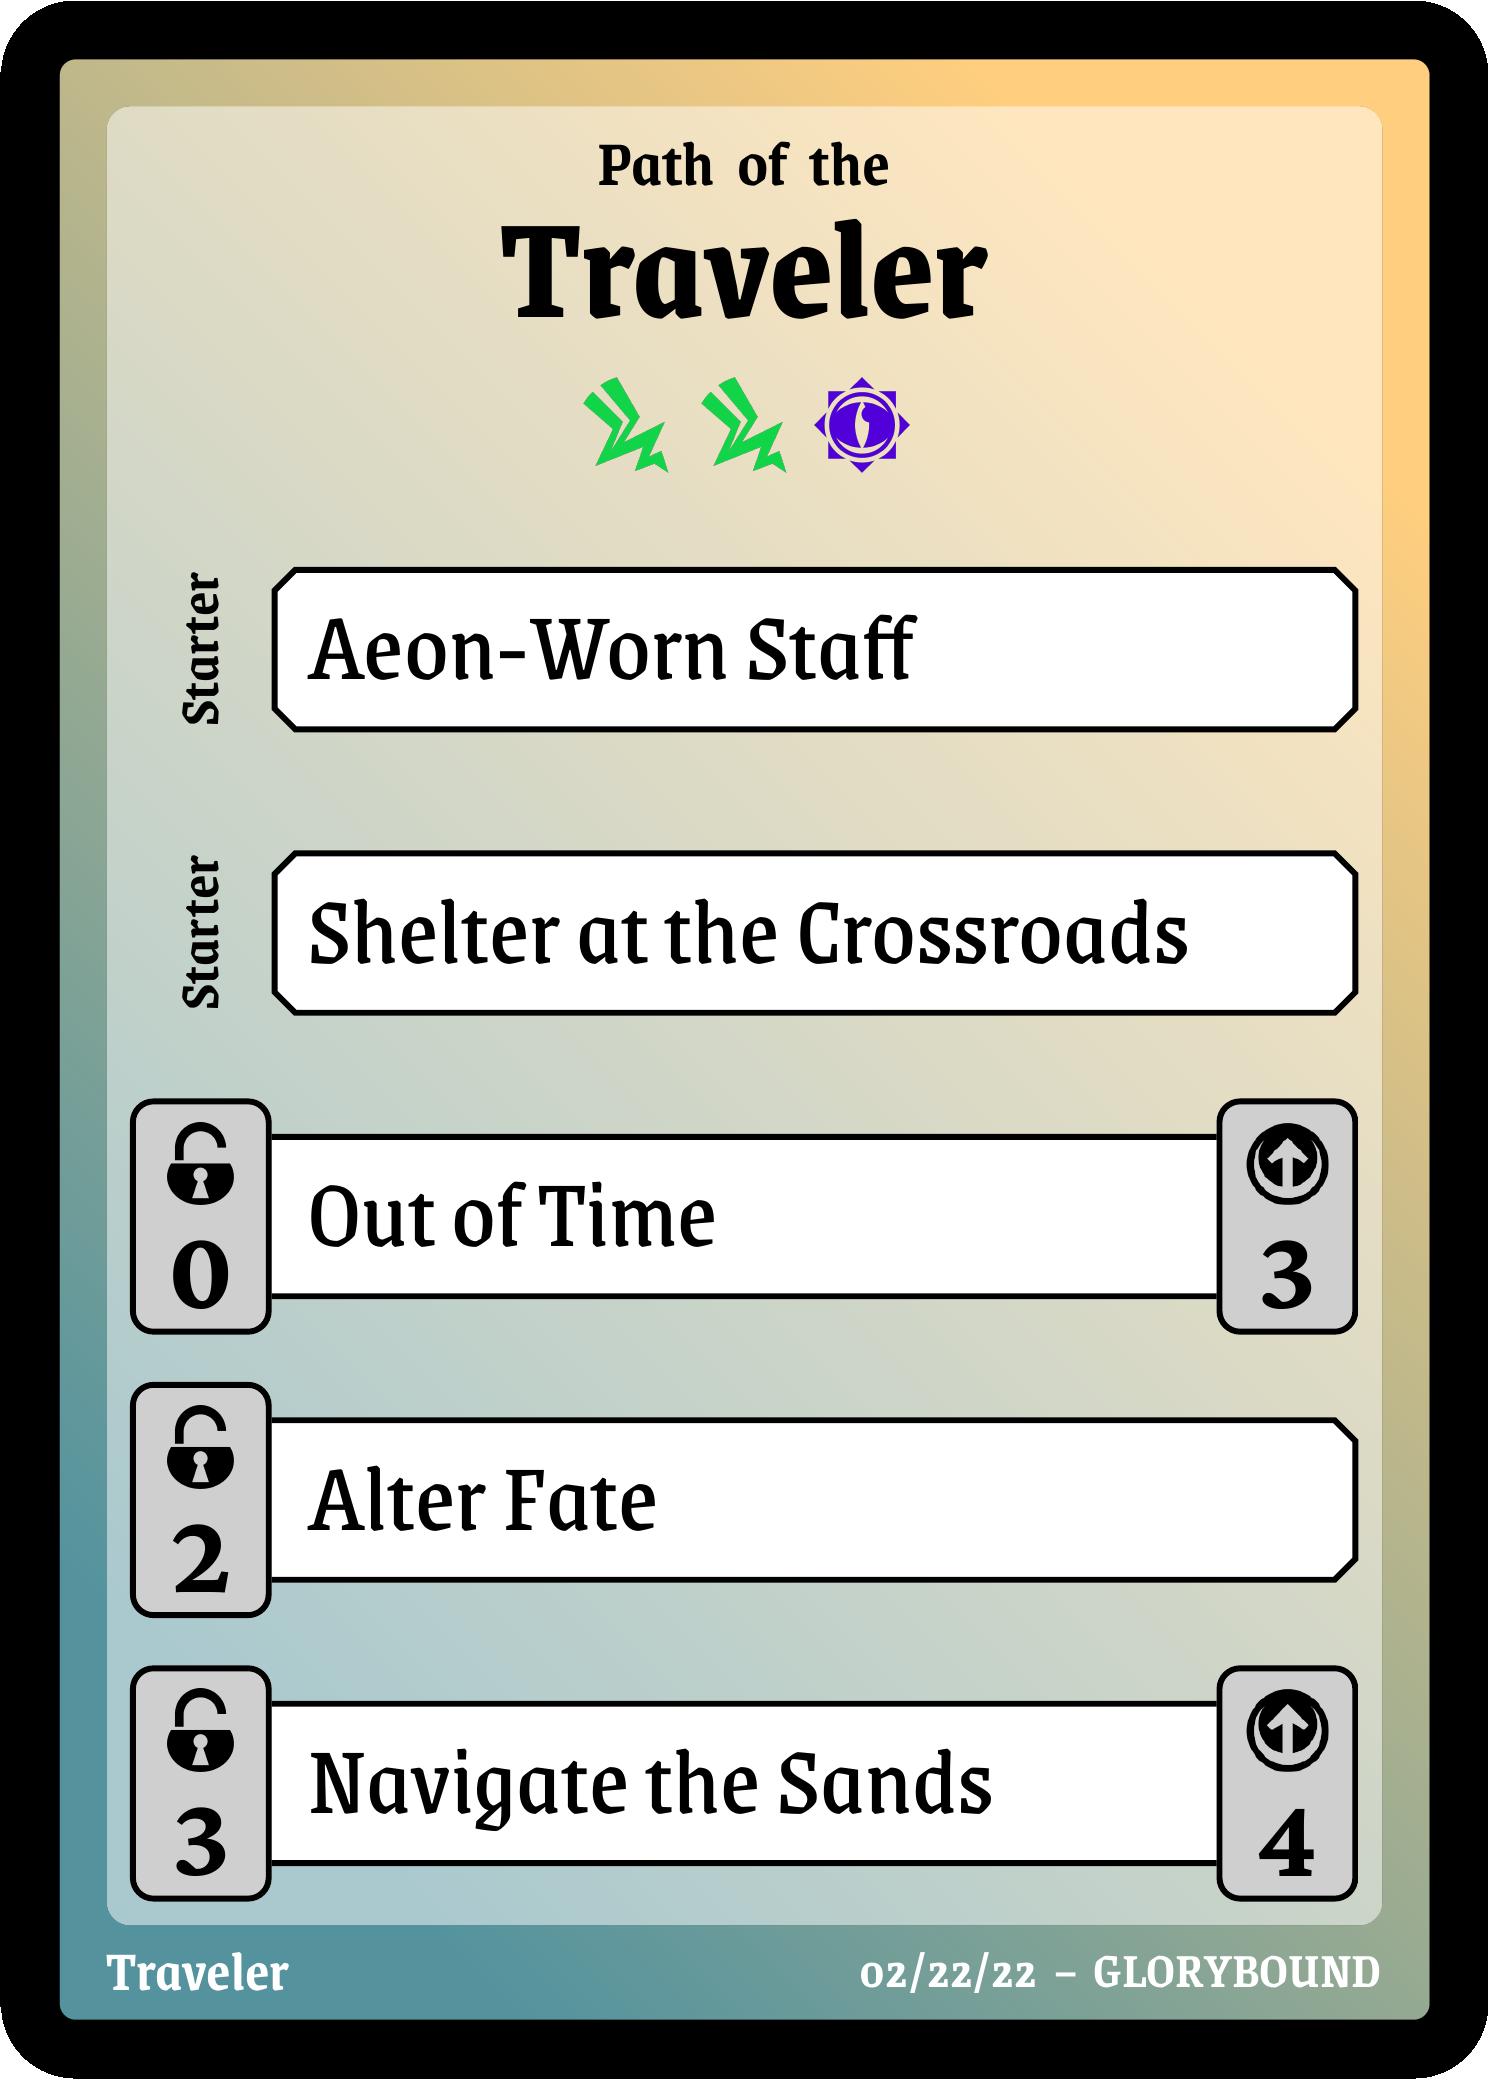 Path of the
Traveler
Starter
Aeon-Worn Staff
Starter
Shelter at the Crossroads
0
Out of Time
3
2
Alter Fate
3
Navigate the Sands
4
Traveler
02/22/22 – GLORYBOUND